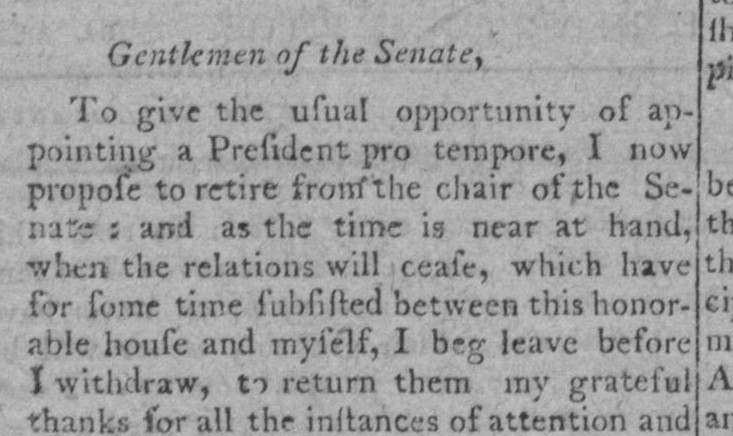 Gentlemen of the Senate,
To give the uſual opportunity of ap-
pointing a Preſident pro tempore, I now
propoſe to retire from the chair of the Se-
nate : and as the time is near at hand,
when the relations will ceaſe, which have
for ſome time ſubſiſted between this honor-
able houſe and myſelf, I beg leave before
I withdraw, to return them my grateful
thanks for all the inſtances of attention and